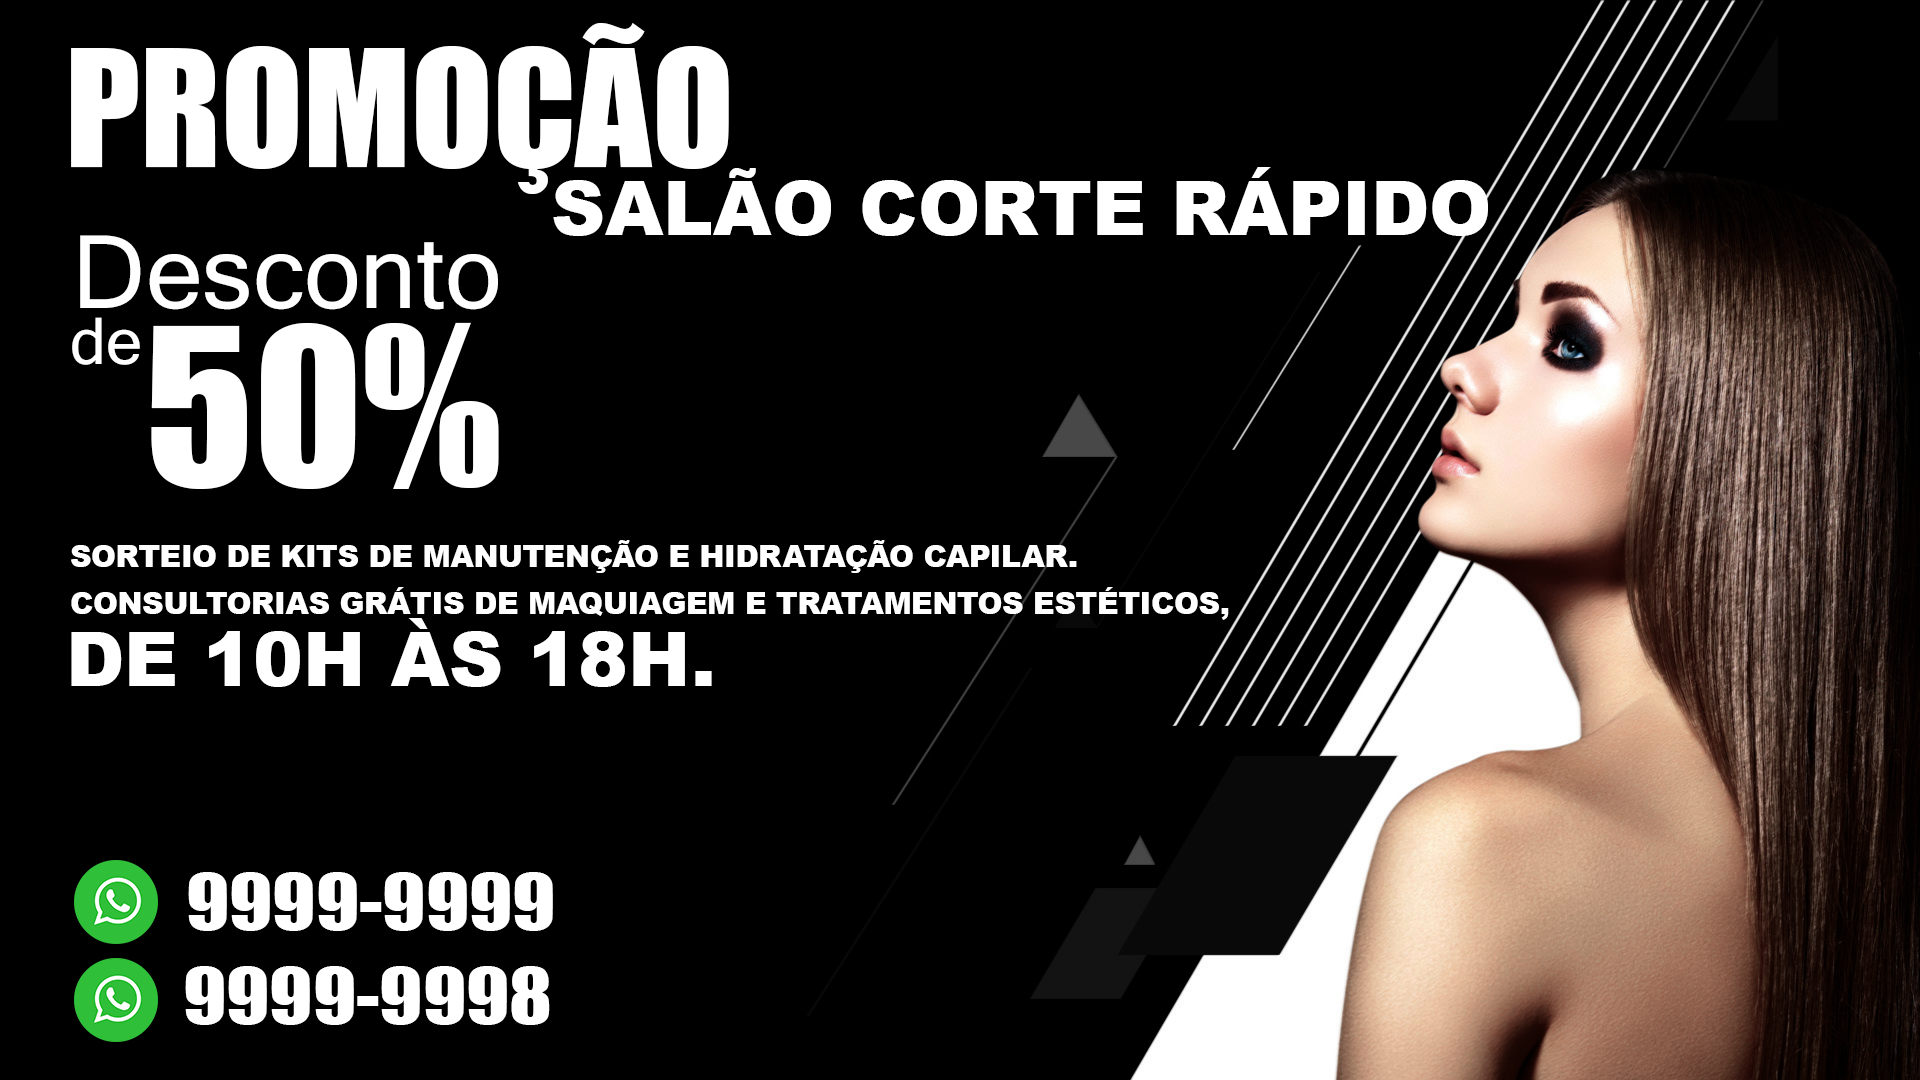 PROMOÇÃO
SALÃO CORTE RÁPIDO
Desconto
de 50%
SORTEIO DE KITS DE MANUTENÇÃO E HIDRATAÇÃO CAPILAR.
CONSULTORIAS GRÁTIS DE MAQUIAGEM E TRATAMENTOS ESTÉTICOS,
DE 10H ÀS 18H.
9999-9999
9999-9998